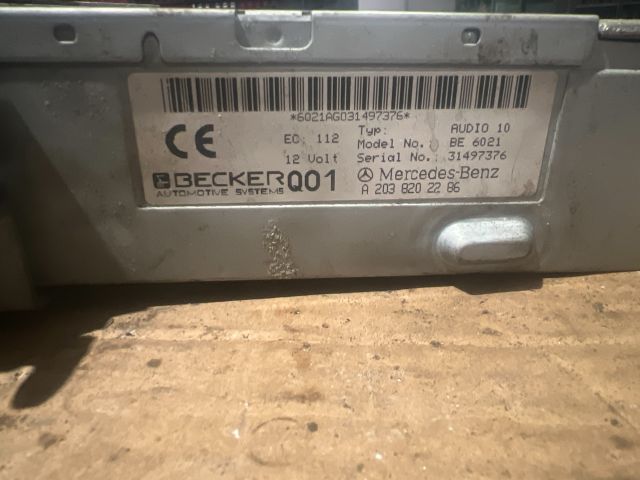 *6021AG031497376*
CE
EC: 112
12 Volt
Typ: AUDIO 10
Model No.: BE 6021
Serial No.: 31497376
BECKER
AUTOMOTIVE SYSTEMS
Q01
Mercedes-Benz
A 203 820 22 86